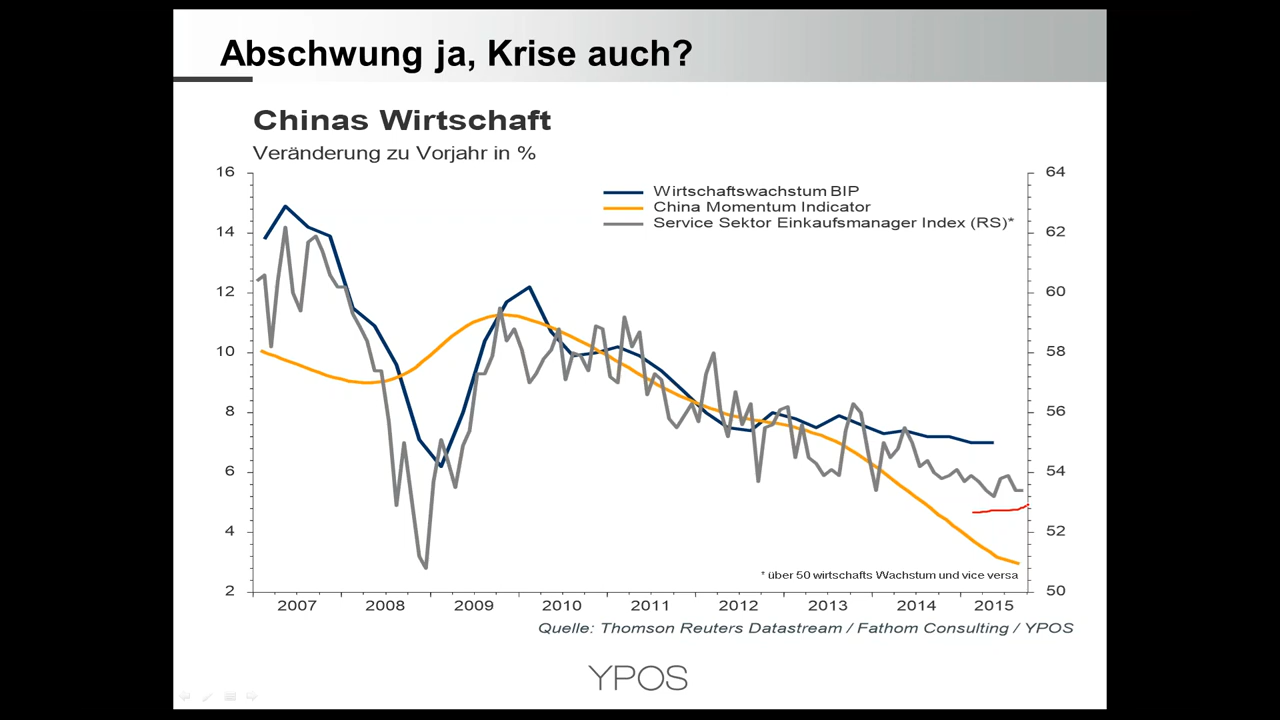 Abschwung ja, Krise auch?
Chinas Wirtschaft
Veränderung zu Vorjahr in %
16
14
12
10
8
6
4
2
64
62
60
58
56
54
52
50
Wirtschaftswachstum BIP
China Momentum Indicator
Service Sektor Einkaufsmanager Index (RS)*
* über 50 wirtschafts Wachstum und vice versa
2007 2008 2009 2010 2011 2012 2013 2014 2015
Quelle: Thomson Reuters Datastream / Fathom Consulting / YPOS
YPOS